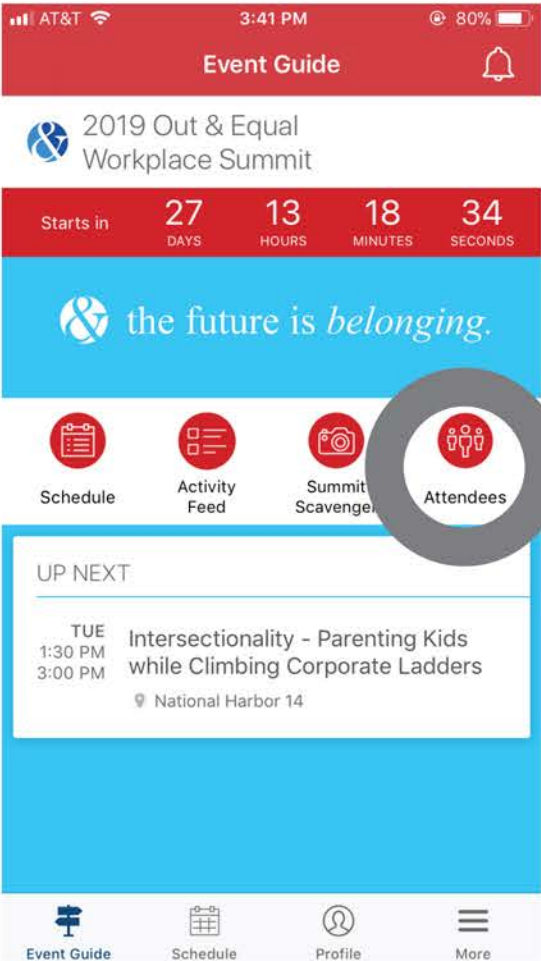 AT&T 3:41 PM 80%
Event Guide
& 2019 Out & Equal
Workplace Summit
Starts in 27 13 18 34
DAYS HOURS MINUTES SECONDS
& the future is belonging.
Schedule
Activity
Feed
Summit
Scavenge
Attendees
UP NEXT
TUE
1:30 PM
3:00 PM
Intersectionality - Parenting Kids
while Climbing Corporate Ladders
National Harbor 14
Event Guide Schedule Profile More